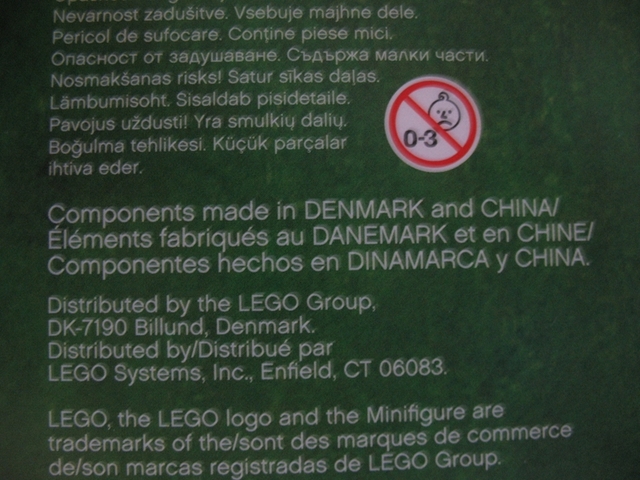 Nevarnost zadušitve. Vsebuje majhne dele.
Pericol de sufocare. Conţine piese mici.
Опасност от задушаване. Съдържа малки части.
Nosmakšanas risks! Satur sīkas daļas.
Lämbumisoht. Sisaldab pisidetaile.
Pavojus uždusti! Yra smulkių dalių.
Boğulma tehlikesi. Küçük parçalar
ihtiva eder.
0-3
Components made in DENMARK and CHINA/
Éléments fabriqués au DANEMARK et en CHINE/
Componentes hechos en DINAMARCA y CHINA.
Distributed by the LEGO Group,
DK-7190 Billund, Denmark.
Distributed by/Distribué par
LEGO Systems, Inc., Enfield, CT 06083.
LEGO, the LEGO logo and the Minifigure are
trademarks of the/sont des marques de commerce
de/son marcas registradas de LEGO Group.